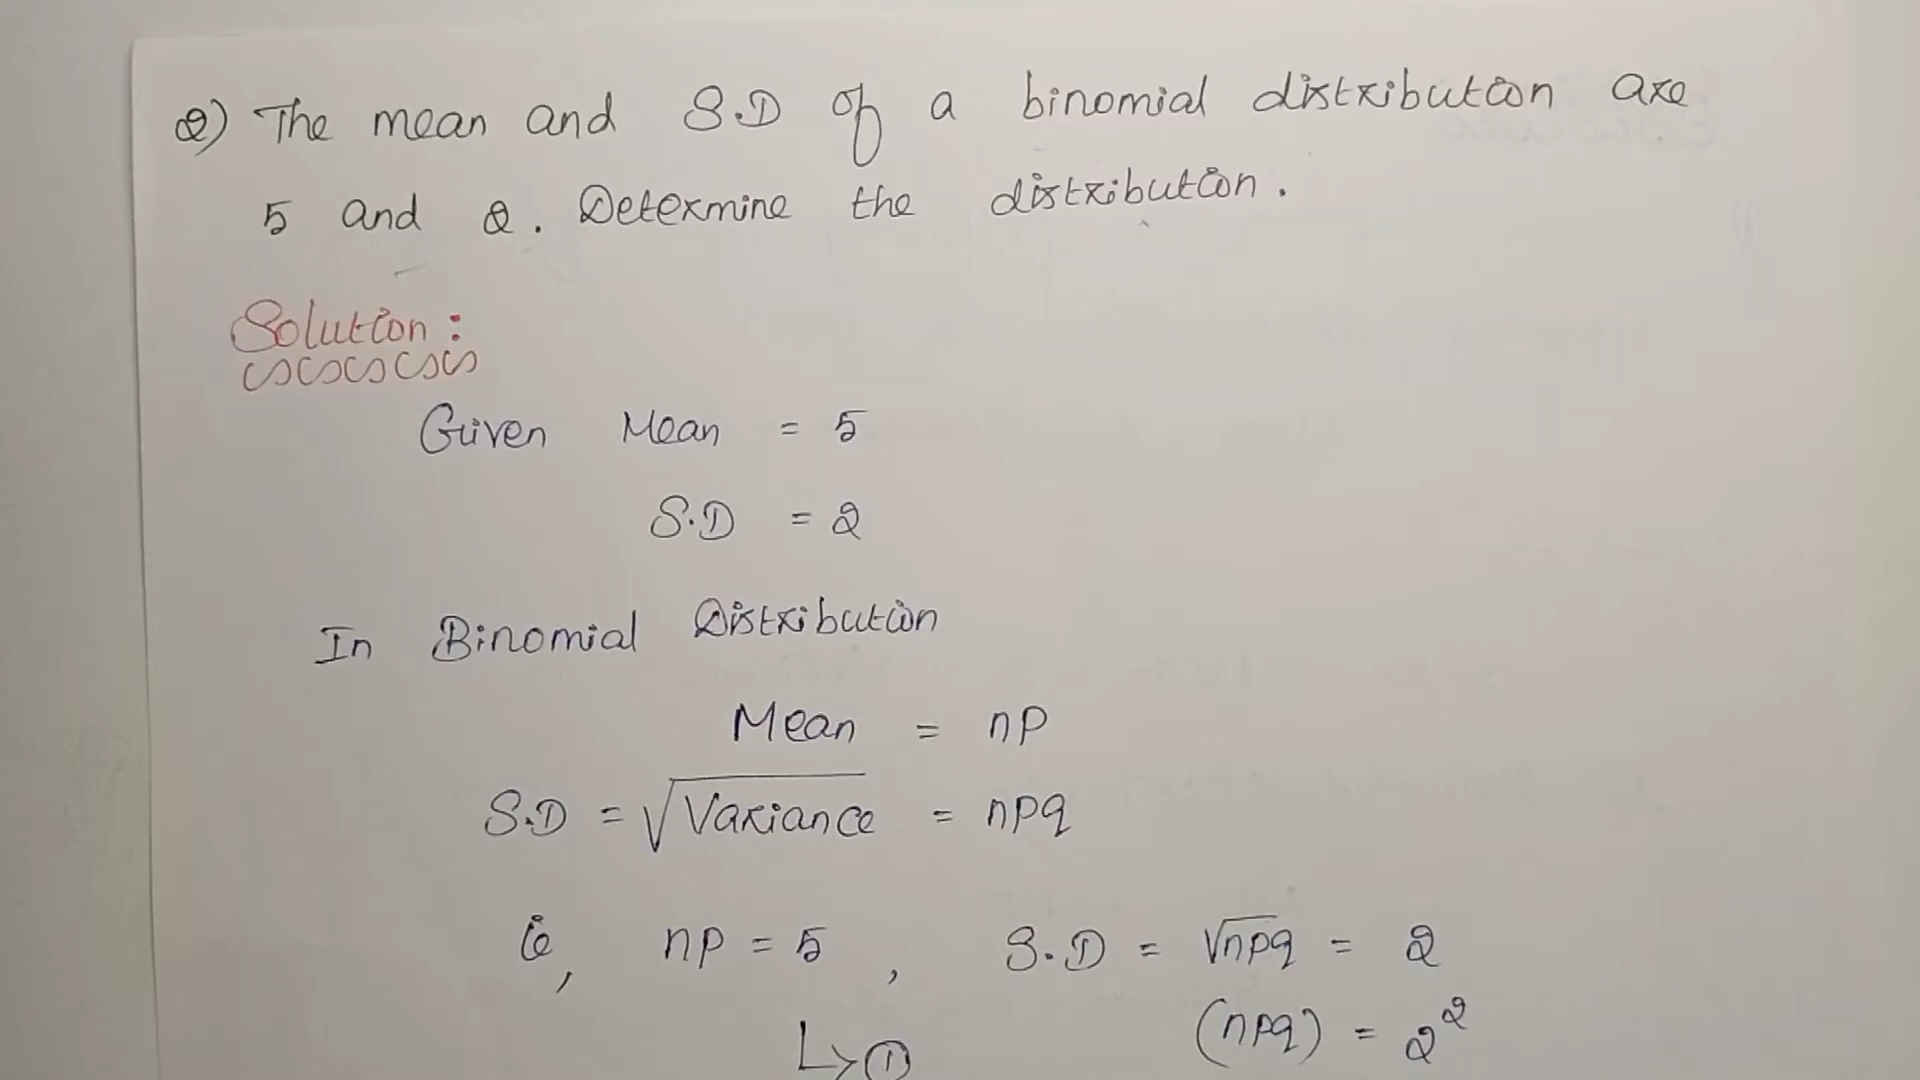 2) The mean and S.D of a binomial distribution are
5 and 2. Determine the distribution.
Solution:
Given Mean = 5
S.D = 2
In Binomial Distribution
Mean = np
S.D = √Variance = npq
ie, np = 5, S.D = √npq = 2
↳ ① (npq) = 2²